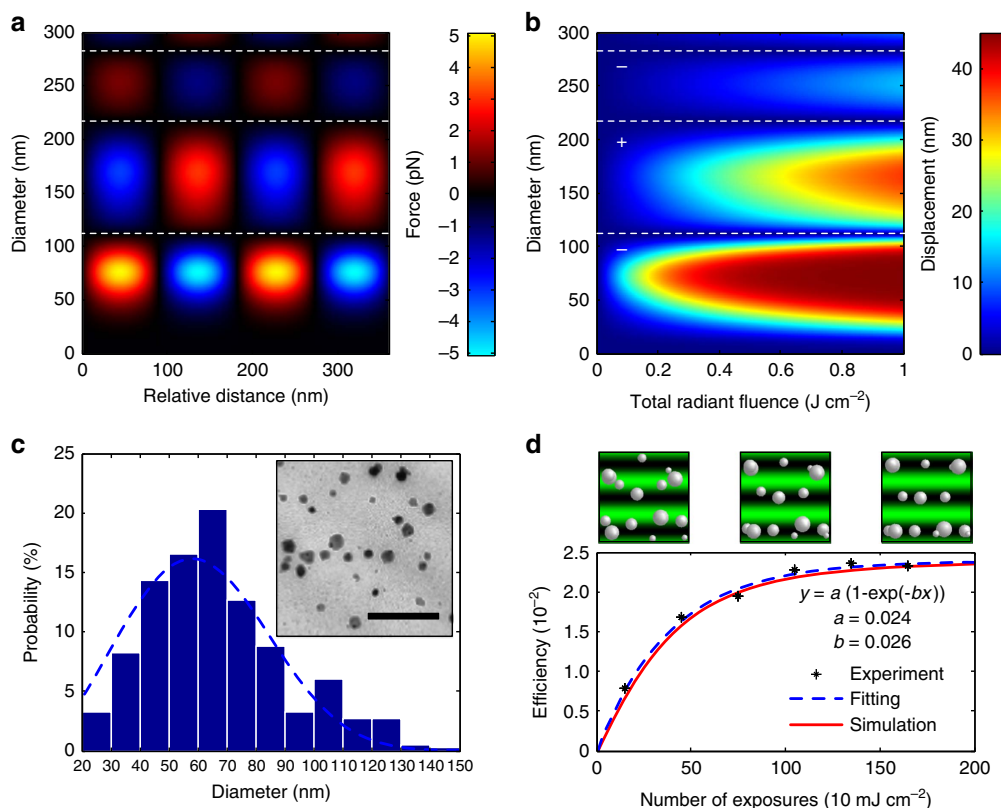 a
300
250
200
150
100
50
0
Diameter (nm)
0
100
200
300
Relative distance (nm)
5
4
3
2
1
0
−1
−2
−3
−4
−5
Force (pN)
b
300
250
200
150
100
50
0
Diameter (nm)
−
+
−
0
0.2
0.4
0.6
0.8
1
Total radiant fluence (J cm−2)
40
30
20
10
0
Displacement (nm)
c
25
20
15
10
5
0
Probability (%)
20 30 40 50 60 70 80 90 100 110 120 130 140 150
Diameter (nm)
d
2.5
2.0
1.5
1.0
0.5
0
Efficiency (10−2)
y = a (1-exp(-bx))
a = 0.024
b = 0.026
Experiment
Fitting
Simulation
0
50
100
150
200
Number of exposures (10 mJ cm−2)